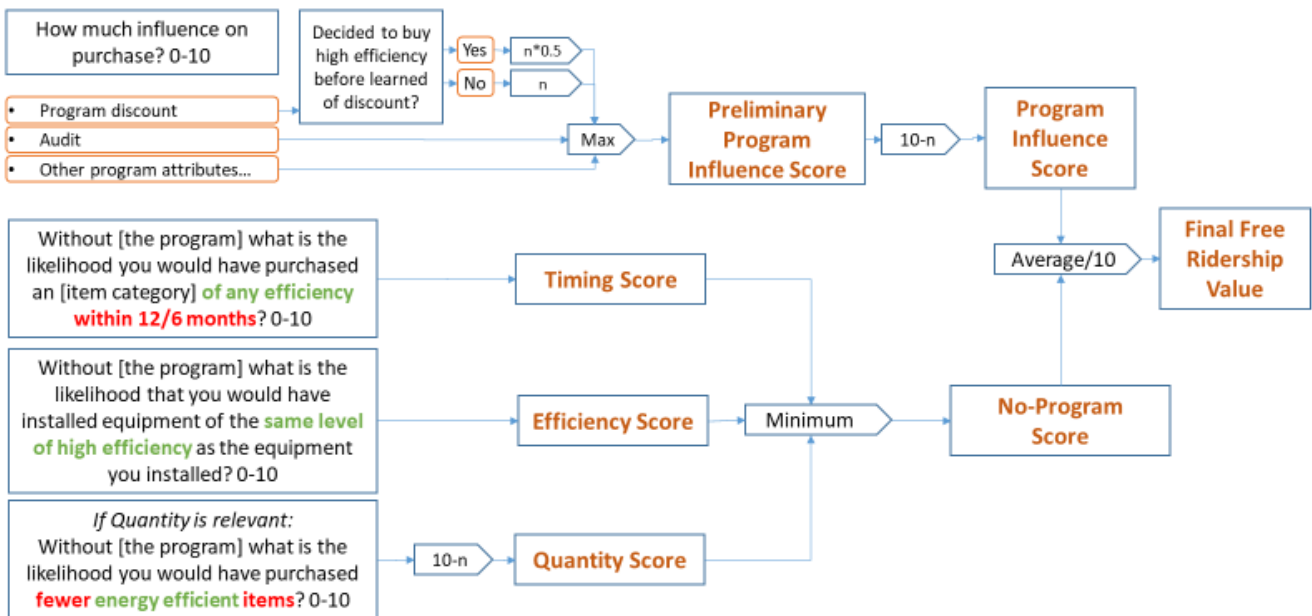 How much influence on
purchase? 0-10
Decided to buy
high efficiency
before learned
of discount?
Yes
n*0.5
No
n
• Program discount
• Audit
• Other program attributes...
Max
Preliminary
Program
Influence Score
10-n
Program
Influence
Score
Without [the program] what is the
likelihood you would have purchased
an [item category] of any efficiency
within 12/6 months? 0-10
Timing Score
Average/10
Final Free
Ridership
Value
Without [the program] what is the
likelihood that you would have
installed equipment of the same level
of high efficiency as the equipment
you installed? 0-10
Efficiency Score
Minimum
No-Program
Score
If Quantity is relevant:
Without [the program] what is the
likelihood you would have purchased
fewer energy efficient items? 0-10
10-n
Quantity Score